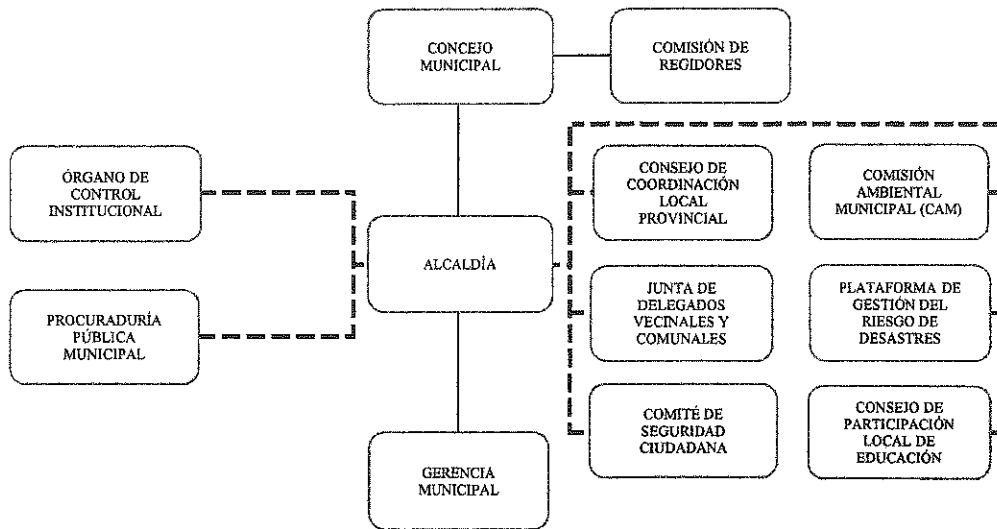 CONCEJO
MUNICIPAL
COMISIÓN DE
REGIDORES
ÓRGANO DE
CONTROL
INSTITUCIONAL
CONSEJO DE
COORDINACIÓN
LOCAL
PROVINCIAL
COMISIÓN
AMBIENTAL
MUNICIPAL (CAM)
ALCALDÍA
PROCURADURÍA
PÚBLICA
MUNICIPAL
JUNTA DE
DELEGADOS
VECINALES Y
COMUNALES
PLATAFORMA DE
GESTIÓN DEL
RIESGO DE
DESASTRES
GERENCIA
MUNICIPAL
COMITÉ DE
SEGURIDAD
CIUDADANA
CONSEJO DE
PARTICIPACIÓN
LOCAL DE
EDUCACIÓN